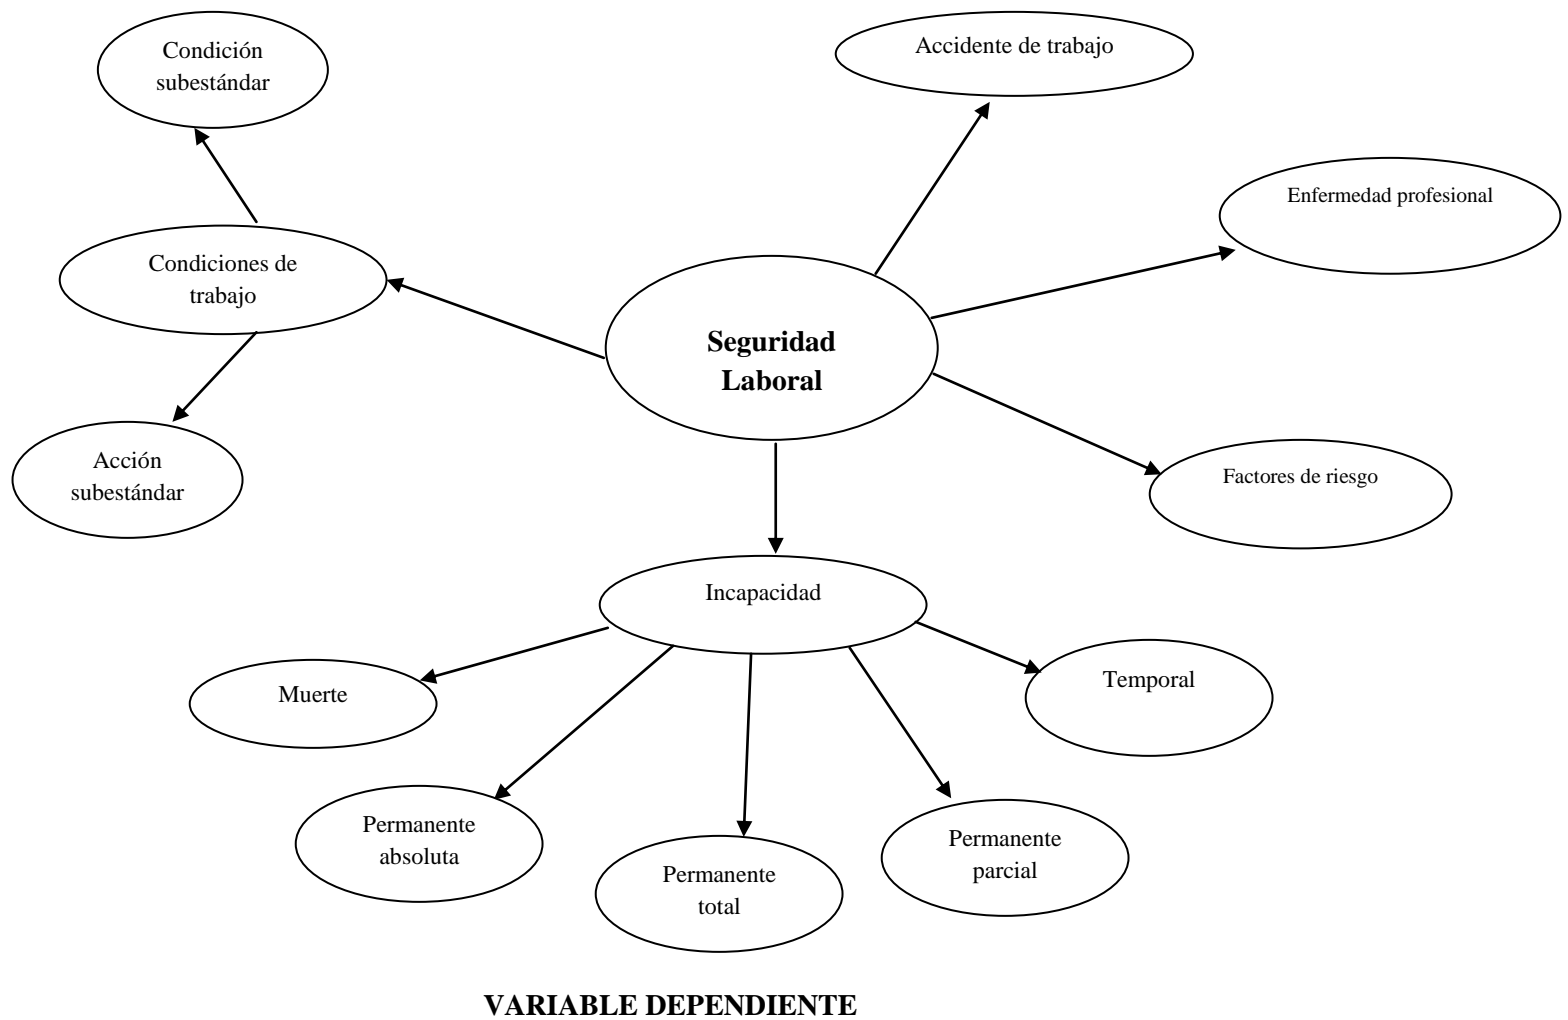 Condición
subestándar
Accidente de trabajo
Enfermedad profesional
Condiciones de
trabajo
Seguridad
Laboral
Acción
subestándar
Factores de riesgo
Incapacidad
Muerte
Temporal
Permanente
absoluta
Permanente
total
Permanente
parcial
VARIABLE DEPENDIENTE